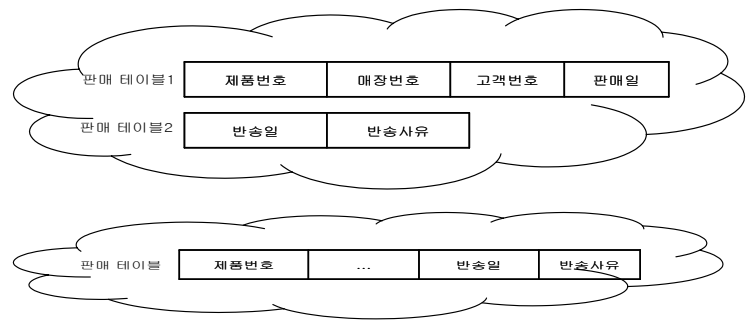 판매 테이블1 제품번호 매장번호 고객번호 판매일
판매 테이블2 반송일 반송사유
판매 테이블 제품번호 ... 반송일 반송사유